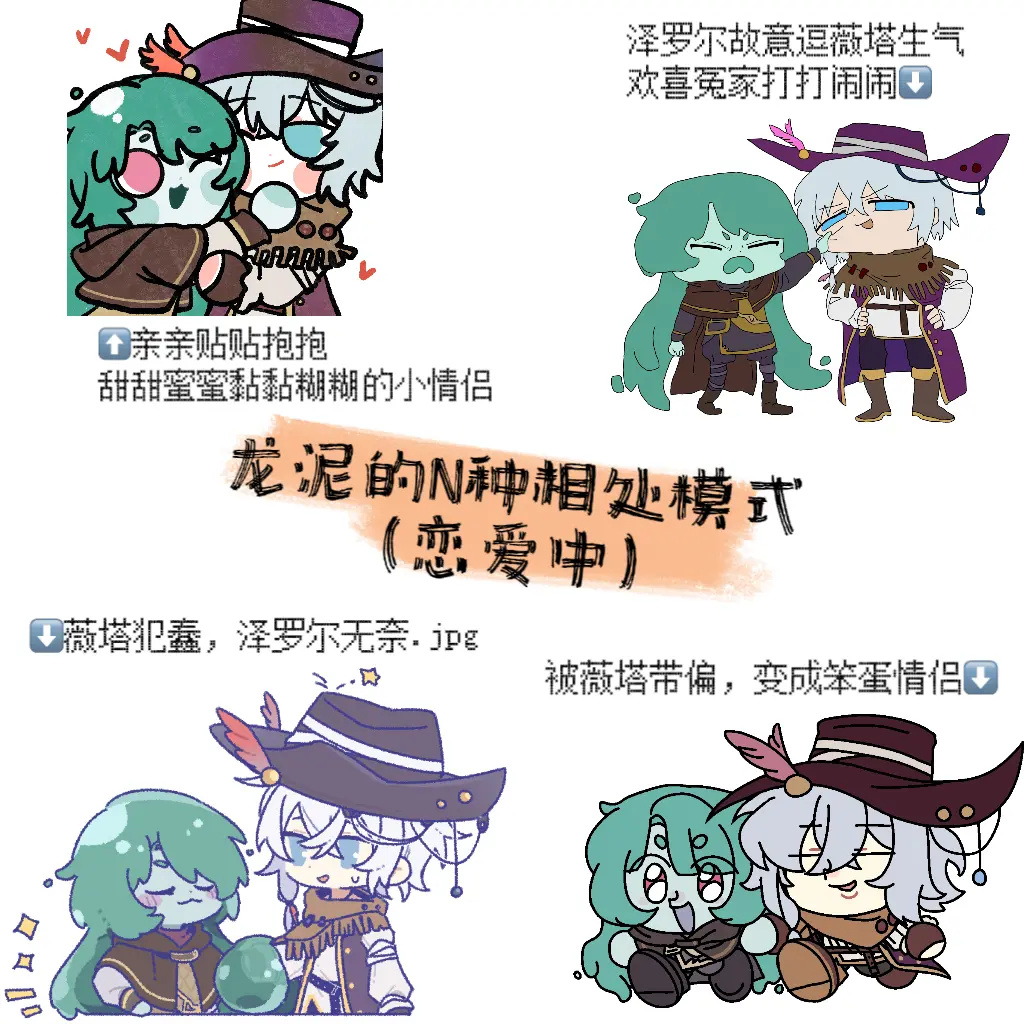 泽罗尔故意逗薇塔生气
欢喜冤家打打闹闹⬇️
⬆️亲亲贴贴抱抱
甜甜蜜蜜黏黏糊糊的小情侣
龙泥的N种相处模式
(恋爱中)
⬇️薇塔犯蠢，泽罗尔无奈.jpg
被薇塔带偏，变成笨蛋情侣⬇️